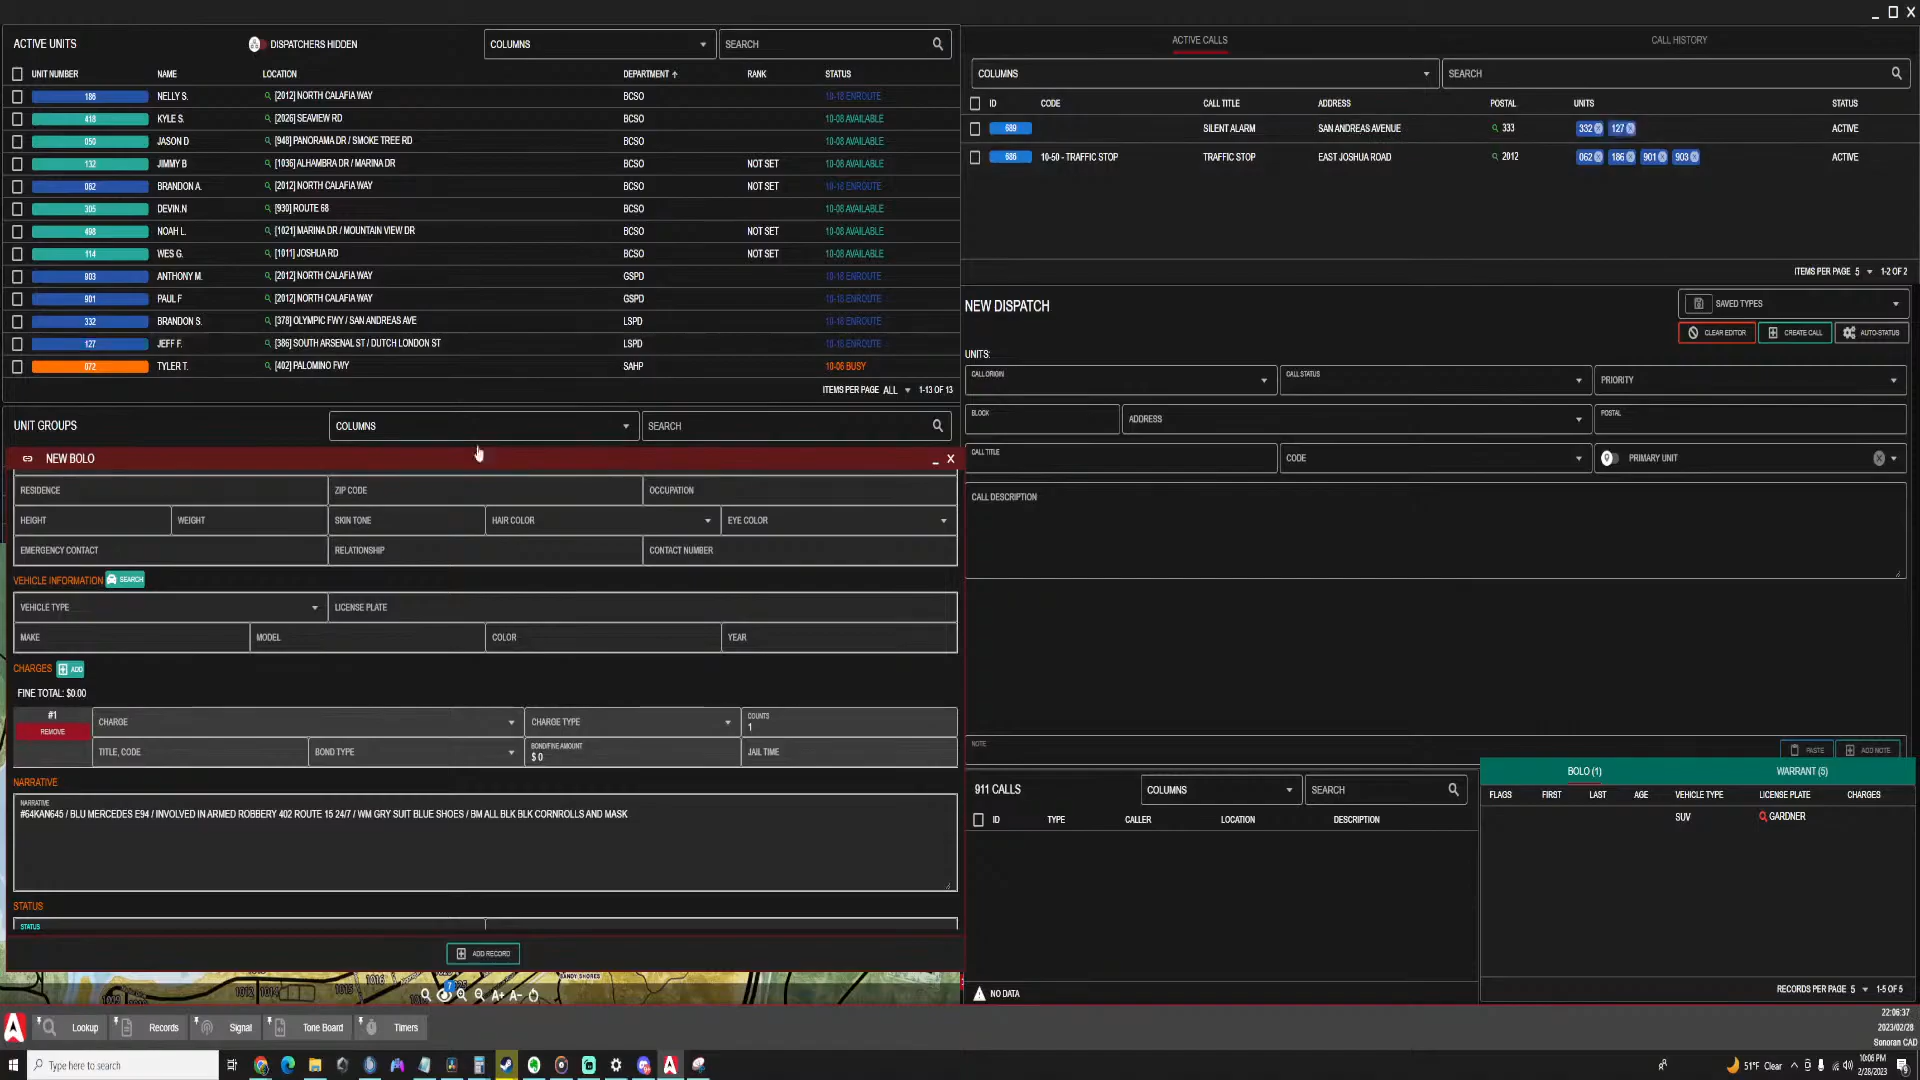 ACTIVE UNITS DISPATCHERS HIDDEN COLUMNS SEARCH
UNIT NUMBER NAME LOCATION DEPARTMENT RANK STATUS
186 NELLY S. [2012] NORTH CALAFIA WAY BCSO 10-18 ENROUTE
418 KYLE S. [2026] SEAVIEW RD BCSO 10-08 AVAILABLE
050 JASON D [948] PANORAMA DR / SMOKE TREE RD BCSO 10-08 AVAILABLE
132 JIMMY B [1036] ALHAMBRA DR / MARINA DR BCSO NOT SET 10-08 AVAILABLE
062 BRANDON A. [2012] NORTH CALAFIA WAY BCSO NOT SET 10-18 ENROUTE
305 DEVIN.N [930] ROUTE 68 BCSO 10-08 AVAILABLE
498 NOAH L. [1021] MARINA DR / MOUNTAIN VIEW DR BCSO NOT SET 10-08 AVAILABLE
114 WES G. [1011] JOSHUA RD BCSO NOT SET 10-08 AVAILABLE
903 ANTHONY M. [2012] NORTH CALAFIA WAY GSPD 10-18 ENROUTE
901 PAUL F [2012] NORTH CALAFIA WAY GSPD 10-18 ENROUTE
332 BRANDON S. [378] OLYMPIC FWY / SAN ANDREAS AVE LSPD 10-18 ENROUTE
127 JEFF F. [386] SOUTH ARSENAL ST / DUTCH LONDON ST LSPD 10-18 ENROUTE
072 TYLER T. [402] PALOMINO FWY SAHP 10-06 BUSY
ITEMS PER PAGE ALL 1-13 OF 13
UNIT GROUPS COLUMNS SEARCH
NEW BOLO
RESIDENCE ZIP CODE OCCUPATION
HEIGHT WEIGHT SKIN TONE HAIR COLOR EYE COLOR
EMERGENCY CONTACT RELATIONSHIP CONTACT NUMBER
VEHICLE INFORMATION SEARCH
VEHICLE TYPE LICENSE PLATE
MAKE MODEL COLOR YEAR
CHARGES ADD
FINE TOTAL: $0.00
#1 CHARGE CHARGE TYPE COUNTS
1
REMOVE
TITLE, CODE BOND TYPE BOND/FINE AMOUNT JAIL TIME
$ 0
NARRATIVE
NARRATIVE
#64KAN645 / BLU MERCEDES E94 / INVOLVED IN ARMED ROBBERY 402 ROUTE 15 24/7 / WM GRY SUIT BLUE SHOES / BM ALL BLK BLK CORNROLLS AND MASK
STATUS
STATUS
ADD RECORD
SANDY SHORES
1016
1012
1010
1015
7
A+ A-
ACTIVE CALLS CALL HISTORY
COLUMNS SEARCH
ID CODE CALL TITLE ADDRESS POSTAL UNITS STATUS
689 SILENT ALARM SAN ANDREAS AVENUE 333 332 127 ACTIVE
686 10-50 - TRAFFIC STOP TRAFFIC STOP EAST JOSHUA ROAD 2012 062 186 901 903 ACTIVE
ITEMS PER PAGE 5 1-2 OF 2
NEW DISPATCH SAVED TYPES
CLEAR EDITOR CREATE CALL AUTO-STATUS
UNITS:
CALL ORIGIN CALL STATUS PRIORITY
BLOCK ADDRESS POSTAL
CALL TITLE CODE PRIMARY UNIT
CALL DESCRIPTION
NOTE PASTE ADD NOTE
911 CALLS COLUMNS SEARCH
ID TYPE CALLER LOCATION DESCRIPTION
NO DATA
BOLO (1) WARRANT (5)
FLAGS FIRST LAST AGE VEHICLE TYPE LICENSE PLATE CHARGES
SUV GARDNER
RECORDS PER PAGE 5 1-5 OF 5
Lookup Records Signal Tone Board Timers
22:06:37
2023/02/28
Sonoran CAD
Type here to search
51°F Clear
10:06 PM
2/28/2023